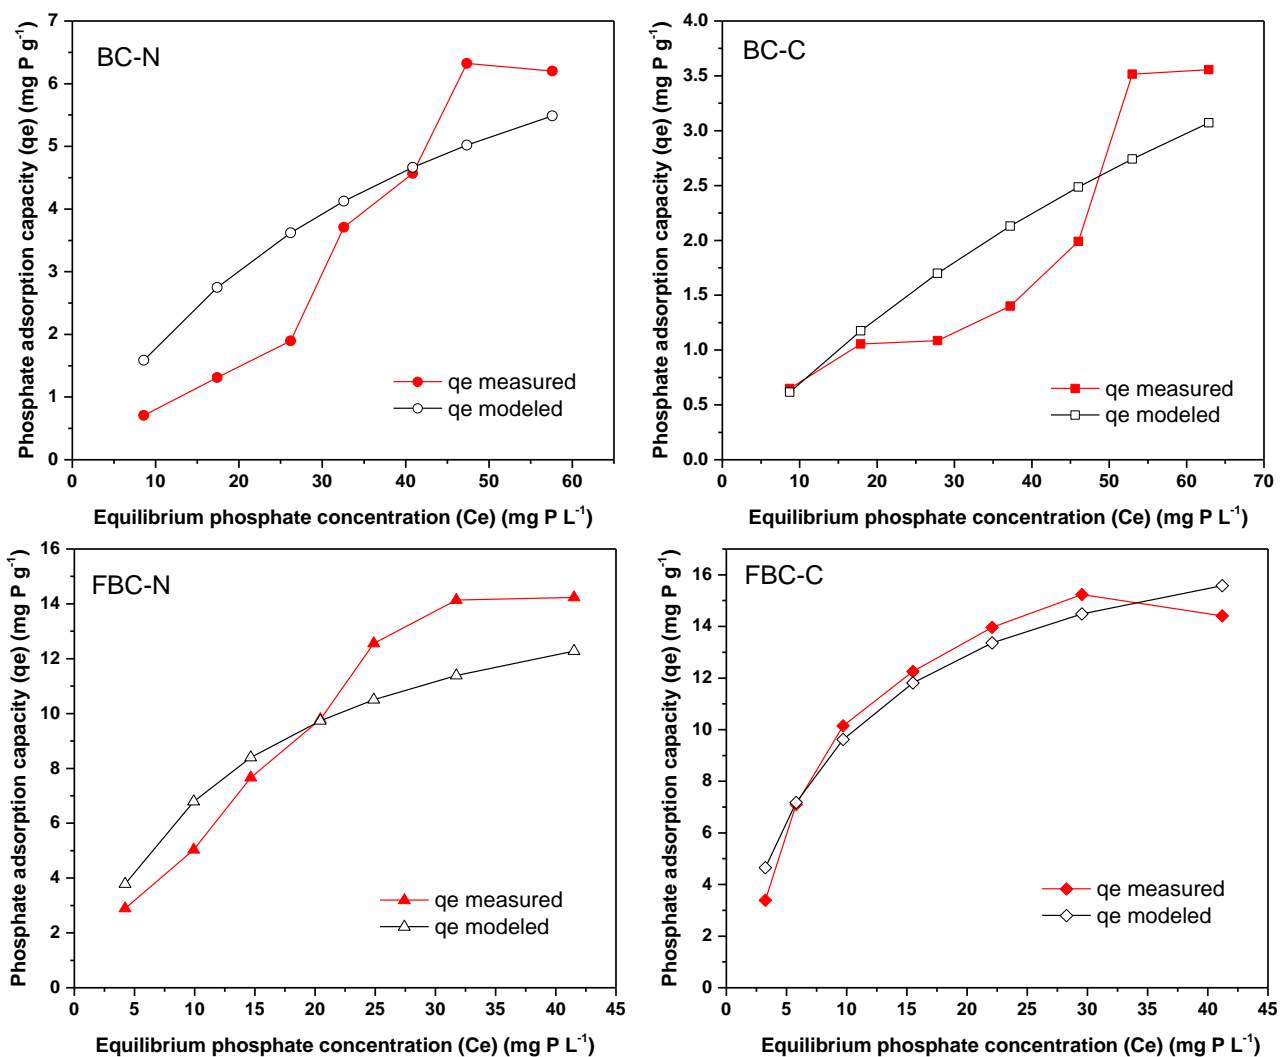 BC-N
Phosphate adsorption capacity (qe) (mg P g-1)
7
6
5
4
3
2
1
0
qe measured
qe modeled
0 10 20 30 40 50 60
Equilibrium phosphate concentration (Ce) (mg P L-1)
BC-C
Phosphate adsorption capacity (qe) (mg P g-1)
4.0
3.5
3.0
2.5
2.0
1.5
1.0
0.5
0.0
qe measured
qe modeled
0 10 20 30 40 50 60 70
Equilibrium phosphate concentration (Ce) (mg P L-1)
FBC-N
Phosphate adsorption capacity (qe) (mg P g-1)
16
14
12
10
8
6
4
2
0
qe measured
qe modeled
0 5 10 15 20 25 30 35 40 45
Equilibrium phosphate concentration (Ce) (mg P L-1)
FBC-C
Phosphate adsorption capacity (qe) (mg P g-1)
16
14
12
10
8
6
4
2
0
qe measured
qe modeled
0 5 10 15 20 25 30 35 40 45
Equilibrium phosphate concentration (Ce) (mg P L-1)